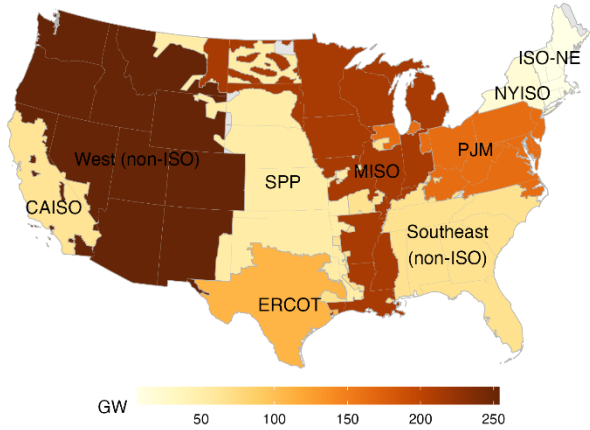 ISO-NE
NYISO
West (non-ISO)
PJM
MISO
SPP
CAISO
Southeast
(non-ISO)
ERCOT
GW
50 100 150 200 250